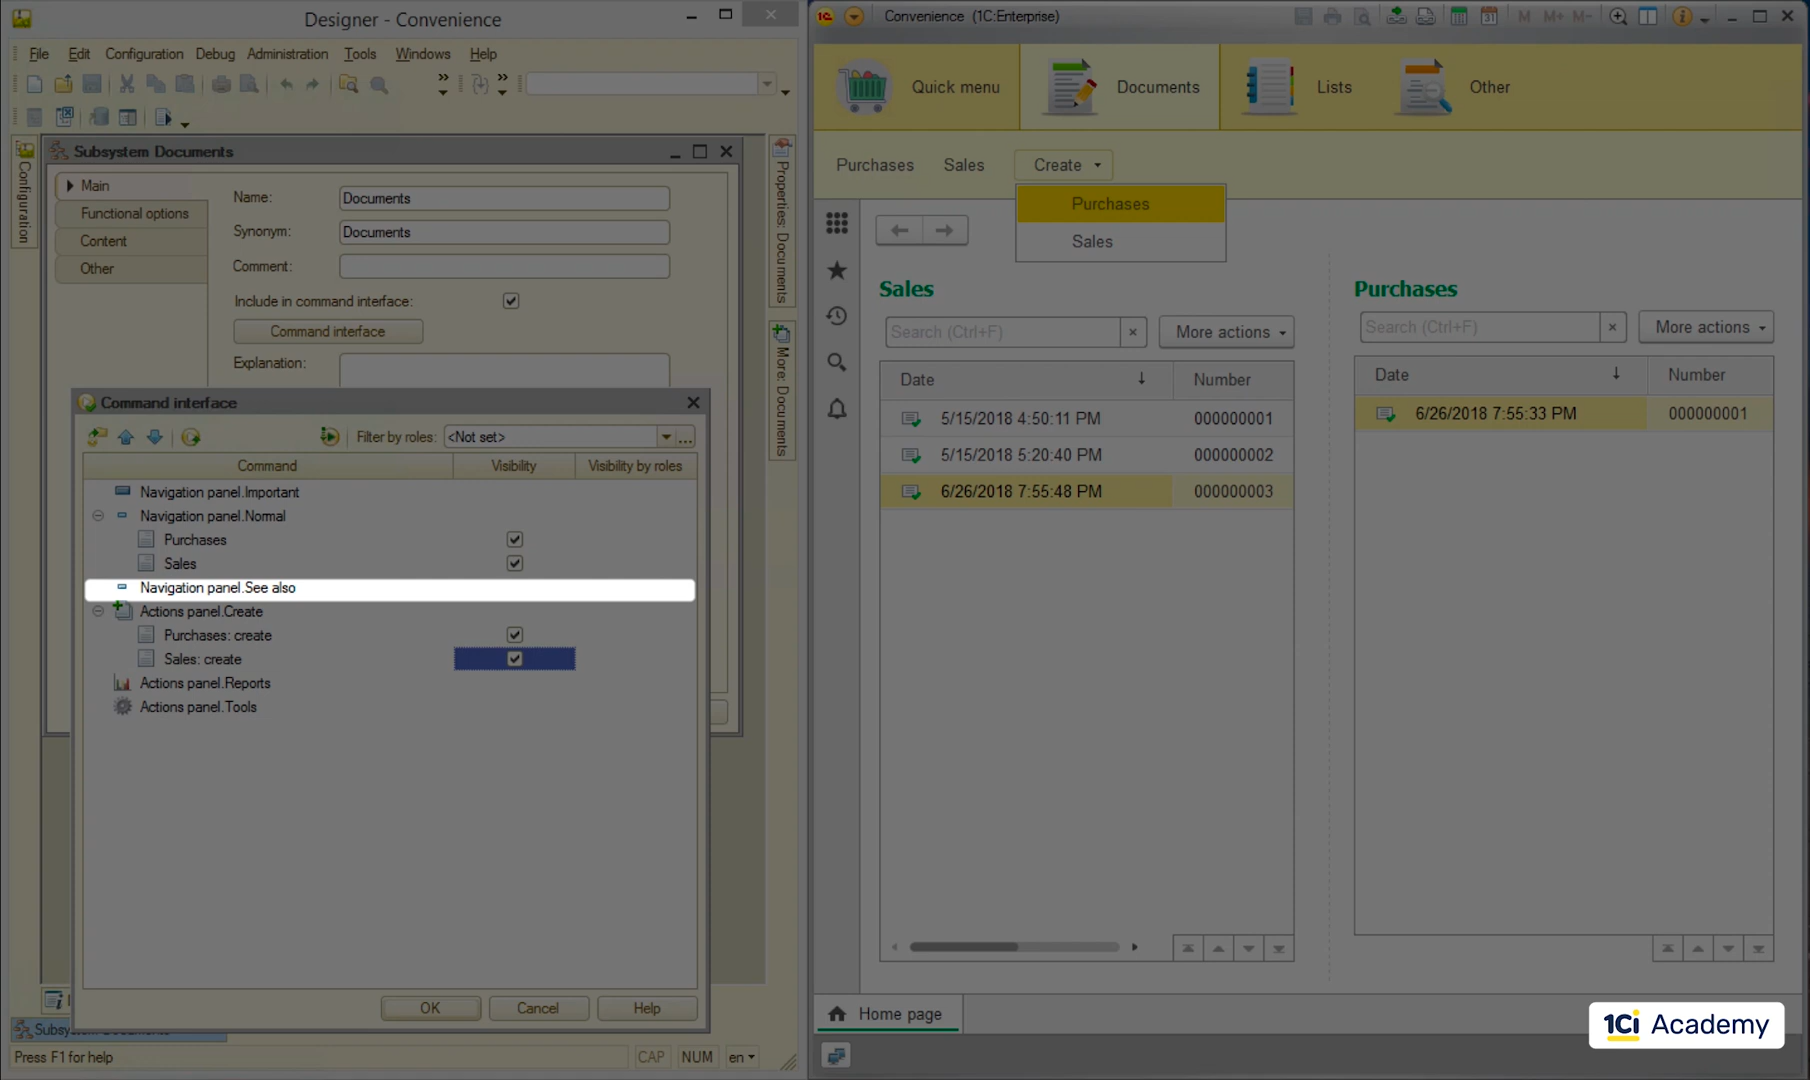 Designer - Convenience
File Edit Configuration Debug Administration Tools Windows Help
Configuration
Subsystem Documents
Main
Functional options
Content
Other
Name: Documents
Synonym: Documents
Comment:
Include in command interface:
Command interface
Explanation:
Properties: Documents
More: Documents
Command interface
Filter by roles: <Not set>
Command Visibility Visibility by roles
Navigation panel.Important
Navigation panel.Normal
Purchases
Sales
Navigation panel.See also
Actions panel.Create
Purchases: create
Sales: create
Actions panel.Reports
Actions panel.Tools
OK Cancel Help
Press F1 for help CAP NUM en
Convenience (1C:Enterprise)
M M+ M-
Quick menu Documents Lists Other
Purchases Sales Create
Purchases
Sales
Sales
Search (Ctrl+F) × More actions
Date ↓ Number
5/15/2018 4:50:11 PM 000000001
5/15/2018 5:20:40 PM 000000002
6/26/2018 7:55:48 PM 000000003
Purchases
Search (Ctrl+F) × More actions
Date ↓ Number
6/26/2018 7:55:33 PM 000000001
Home page
1Ci Academy